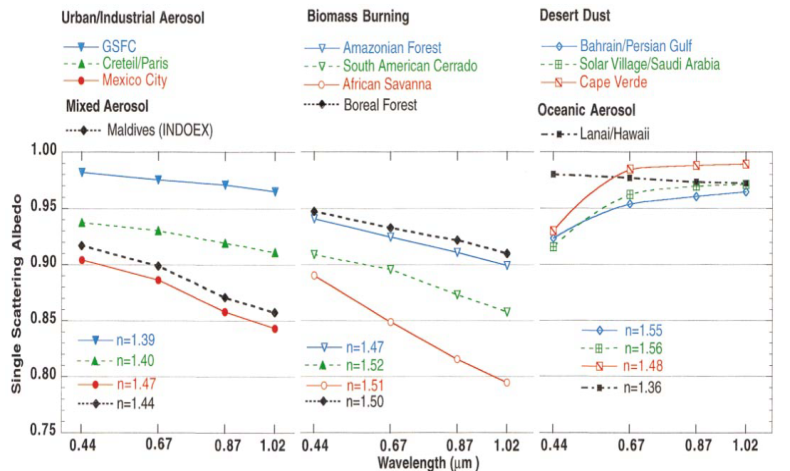 Urban/Industrial Aerosol
GSFC
Creteil/Paris
Mexico City
Mixed Aerosol
Maldives (INDOEX)
Biomass Burning
Amazonian Forest
South American Cerrado
African Savanna
Boreal Forest
Desert Dust
Bahrain/Persian Gulf
Solar Village/Saudi Arabia
Cape Verde
Oceanic Aerosol
Lanai/Hawaii
Single Scattering Albedo
1.00
0.95
0.90
0.85
0.80
0.75
n=1.39
n=1.40
n=1.47
n=1.44
n=1.47
n=1.52
n=1.51
n=1.50
n=1.55
n=1.56
n=1.48
n=1.36
0.44 0.67 0.87 1.02
0.44 0.67 0.87 1.02
0.44 0.67 0.87 1.02
Wavelength (μm)